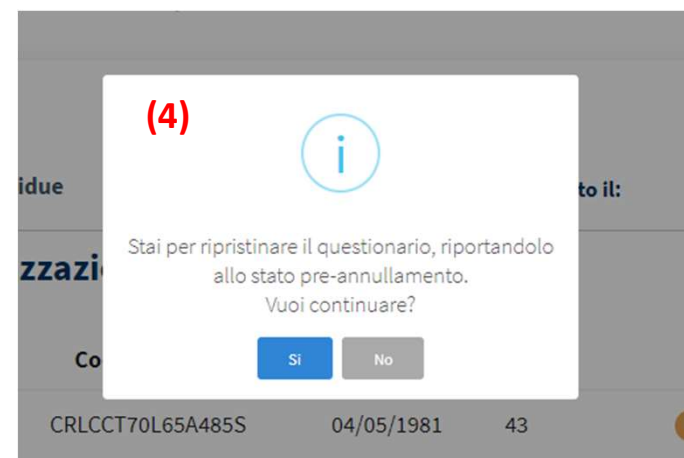 (4)
i
idue
to il:
Stai per ripristinare il questionario, riportandolo
zzazi
allo stato pre-annullamento.
Vuoi continuare?
Co
Si
No
CRLCCT70L65A485S 04/05/1981 43